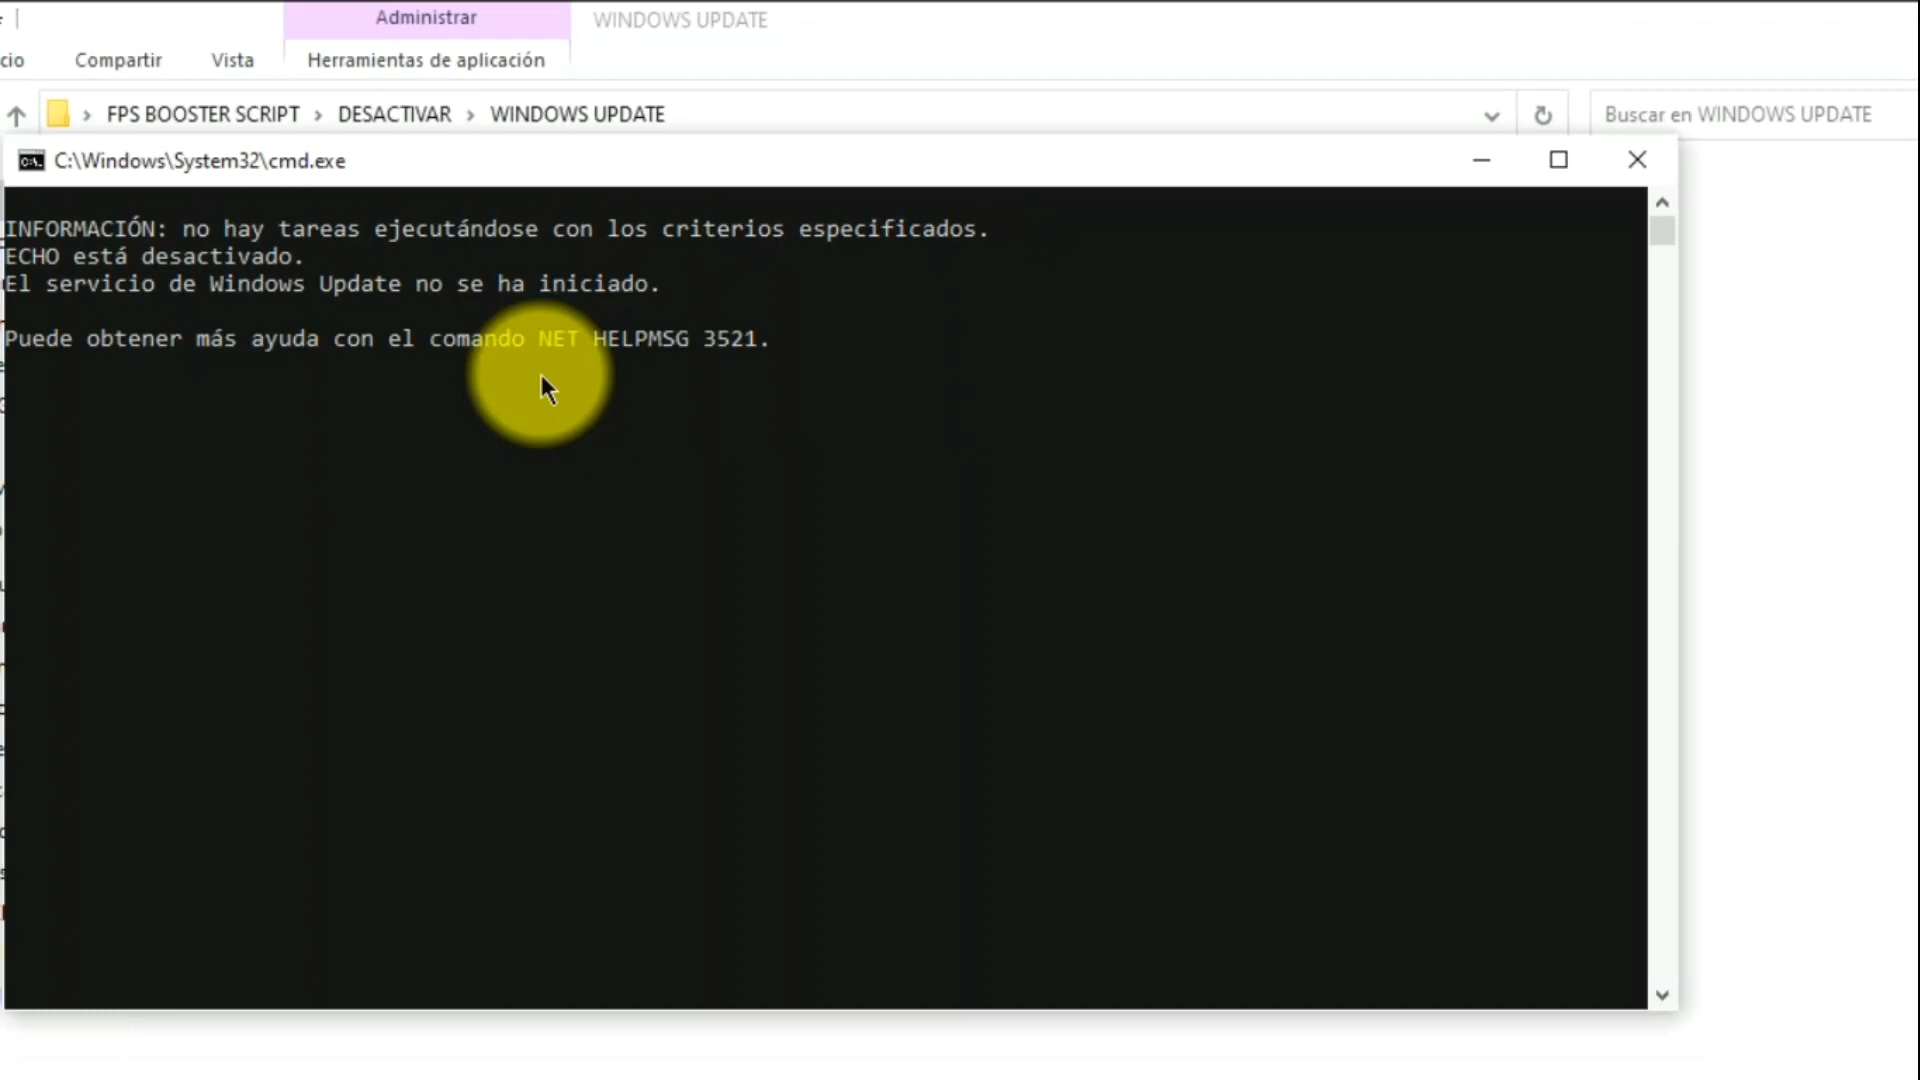 Administrar
WINDOWS UPDATE
cio
Compartir
Vista
Herramientas de aplicación
FPS BOOSTER SCRIPT > DESACTIVAR > WINDOWS UPDATE
Buscar en WINDOWS UPDATE
C:\Windows\System32\cmd.exe
INFORMACIÓN: no hay tareas ejecutándose con los criterios especificados.
ECHO está desactivado.
El servicio de Windows Update no se ha iniciado.
Puede obtener más ayuda con el comando NET HELPMSG 3521.